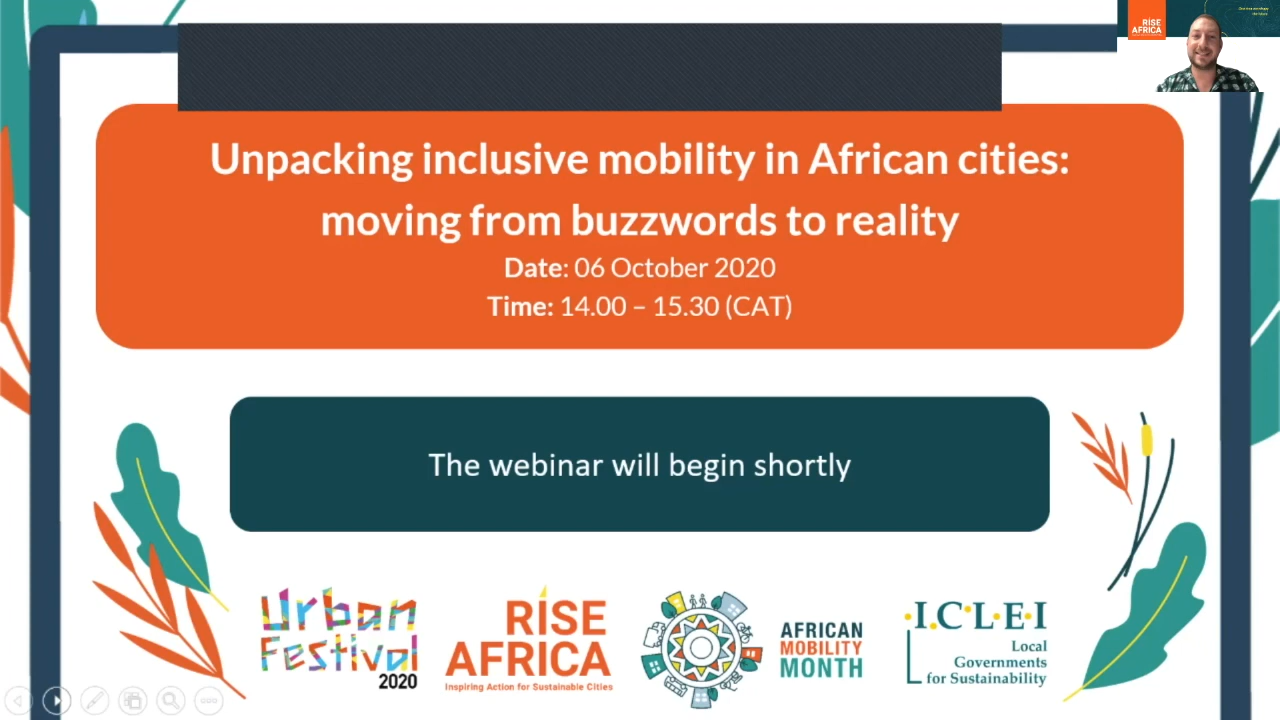 RISE
AFRICA
Unpacking inclusive mobility in African cities:
moving from buzzwords to reality
Date: 06 October 2020
Time: 14.00 – 15.30 (CAT)
The webinar will begin shortly
Urban
Festival
2020
RISE
AFRICA
Inspiring Action for Sustainable Cities
AFRICAN
MOBILITY
MONTH
I.C.L.E.I
Local
Governments
for Sustainability